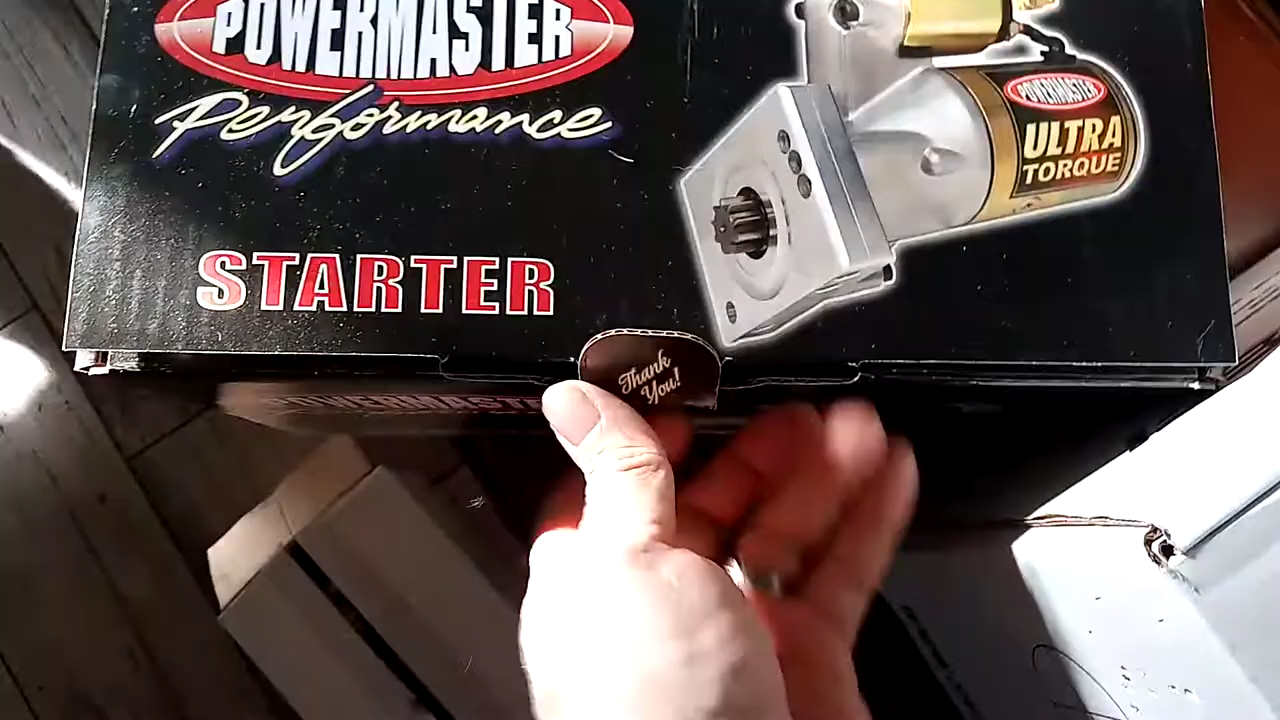 POWERMASTER
Performance
STARTER
POWERMASTER
ULTRA
TORQUE
Thank
You!
POWERMASTER